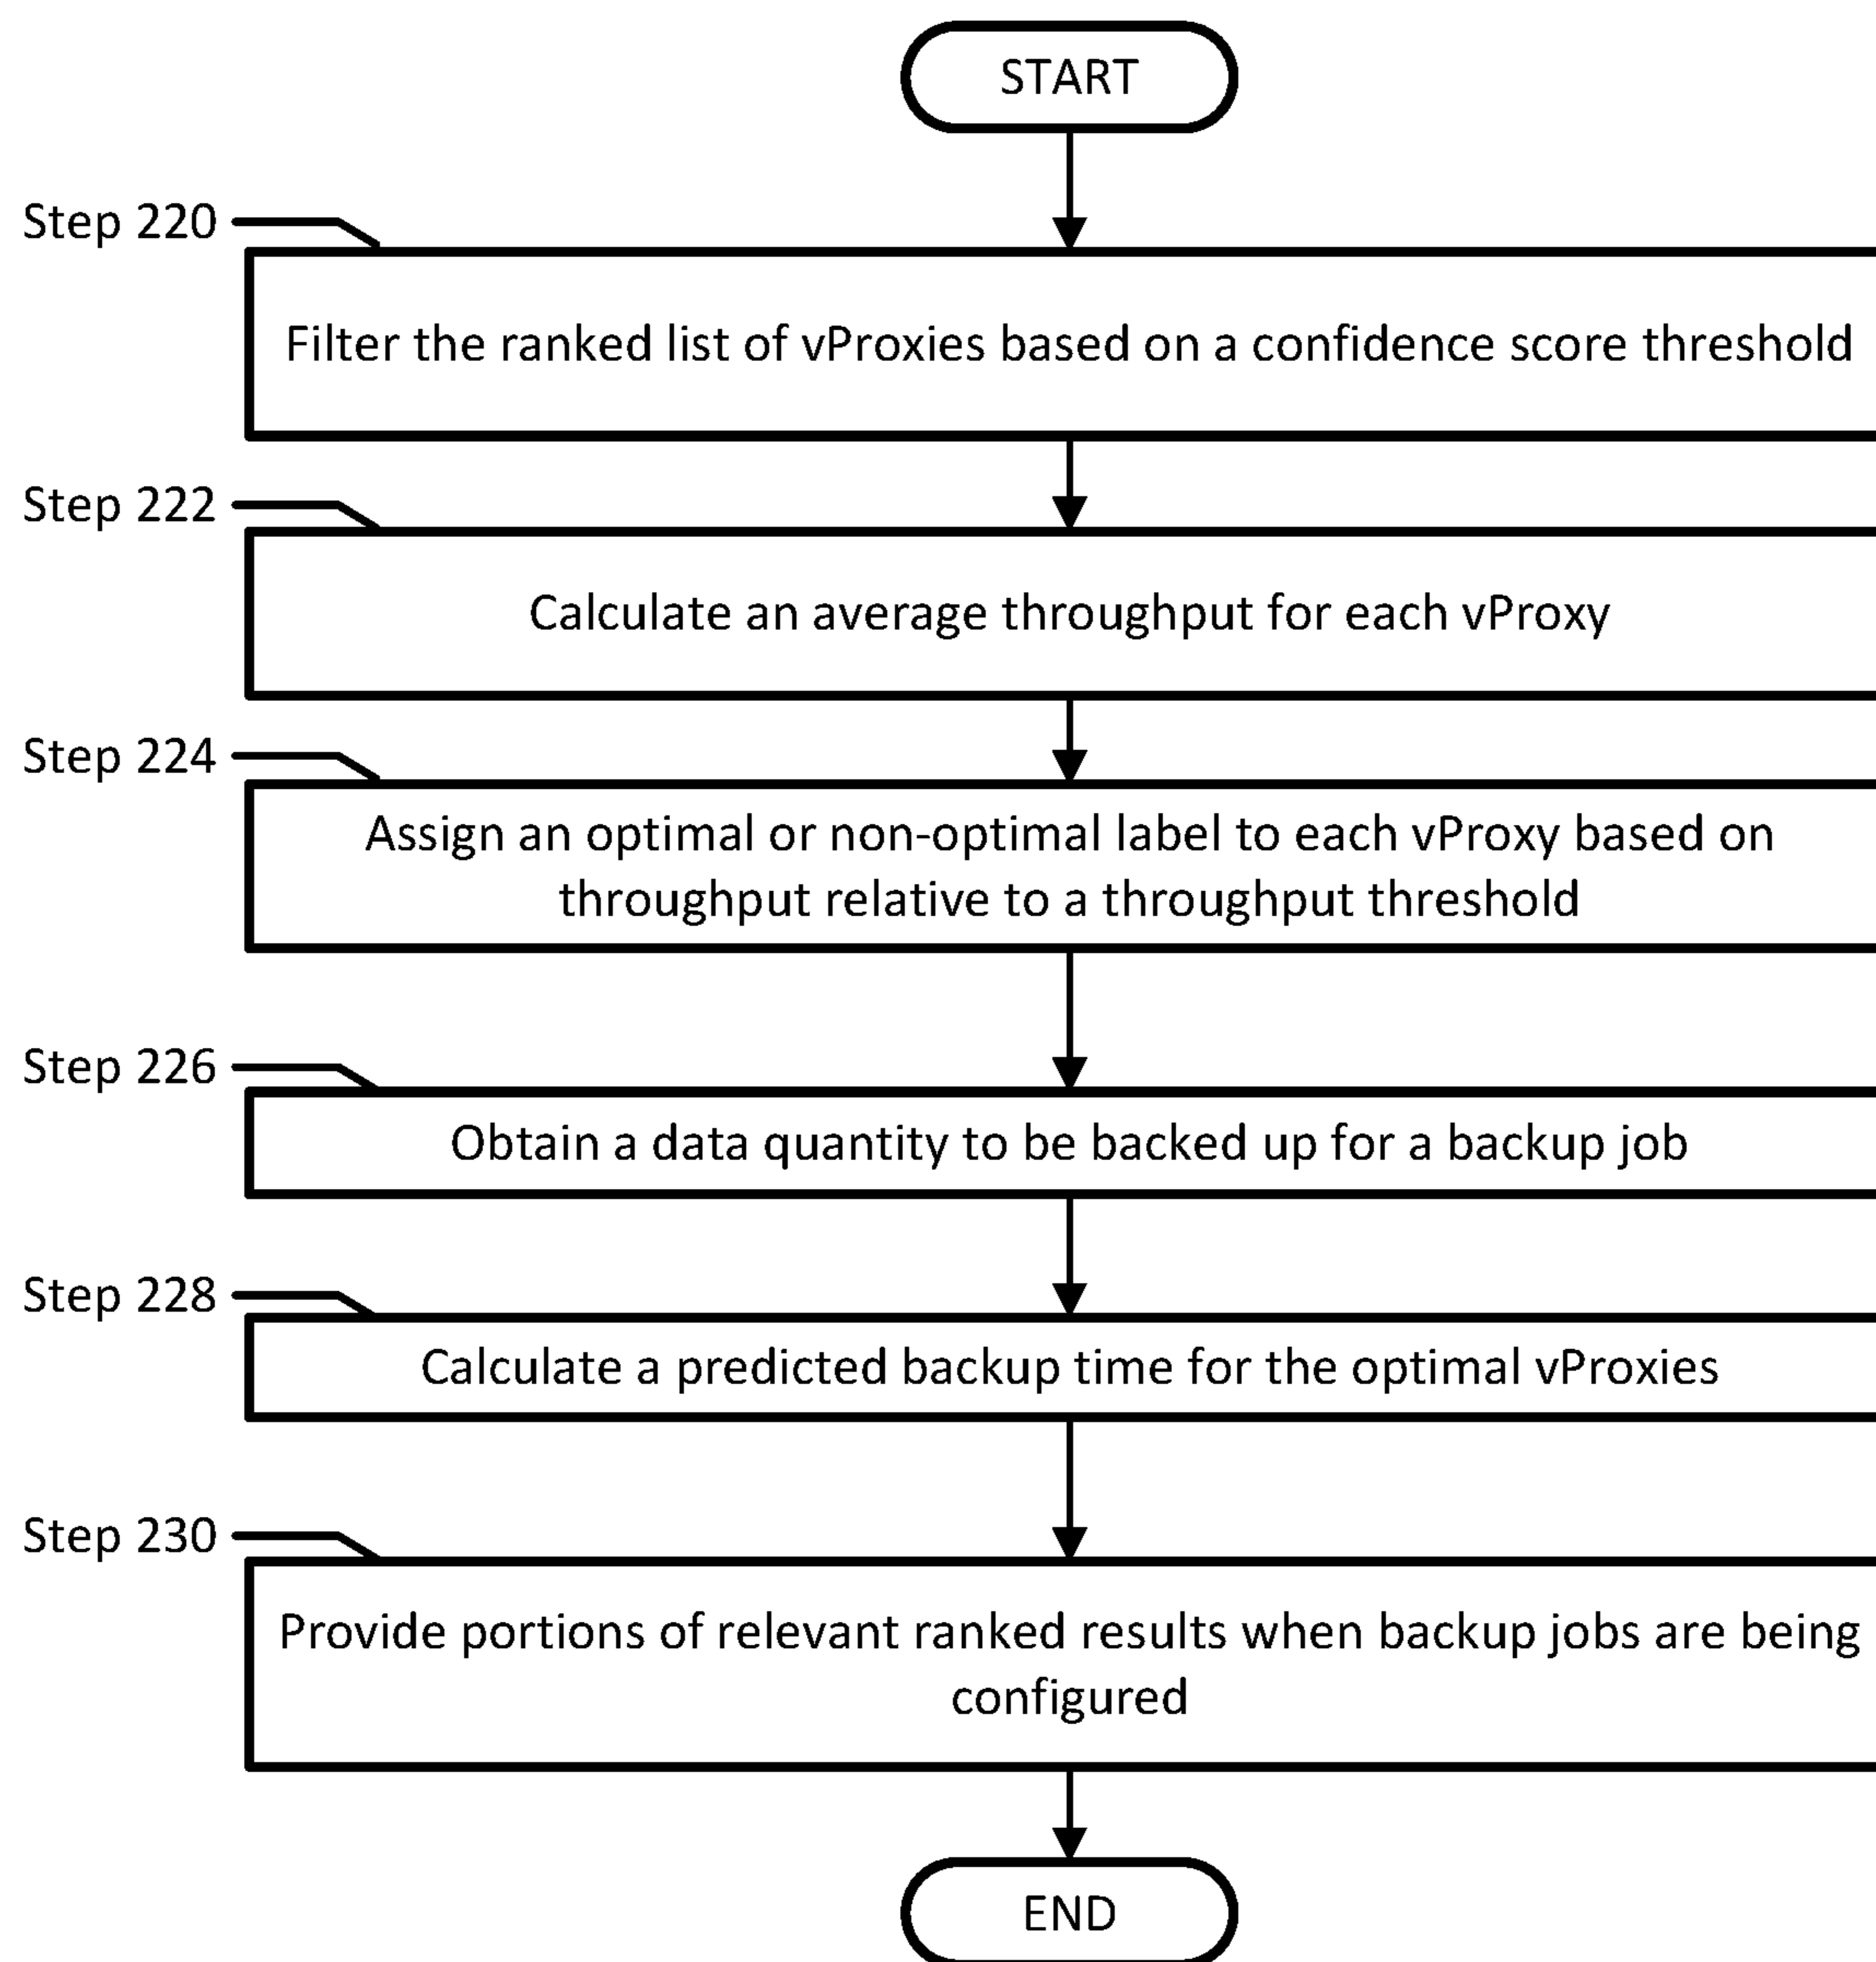 START
Step 220
Filter the ranked list of vProxies based on a confidence score threshold
Step 222
Calculate an average throughput for each vProxy
Step 224
Assign an optimal or non-optimal label to each vProxy based on
throughput relative to a throughput threshold
Step 226
Obtain a data quantity to be backed up for a backup job
Step 228
Calculate a predicted backup time for the optimal vProxies
Step 230
Provide portions of relevant ranked results when backup jobs are being
configured
END